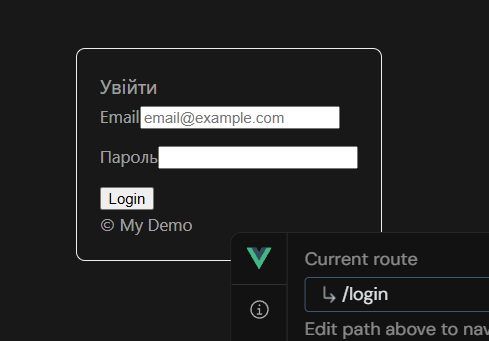 Увійти
Email email@example.com
Пароль
Login
© My Demo
Current route
/login
Edit path above to nav